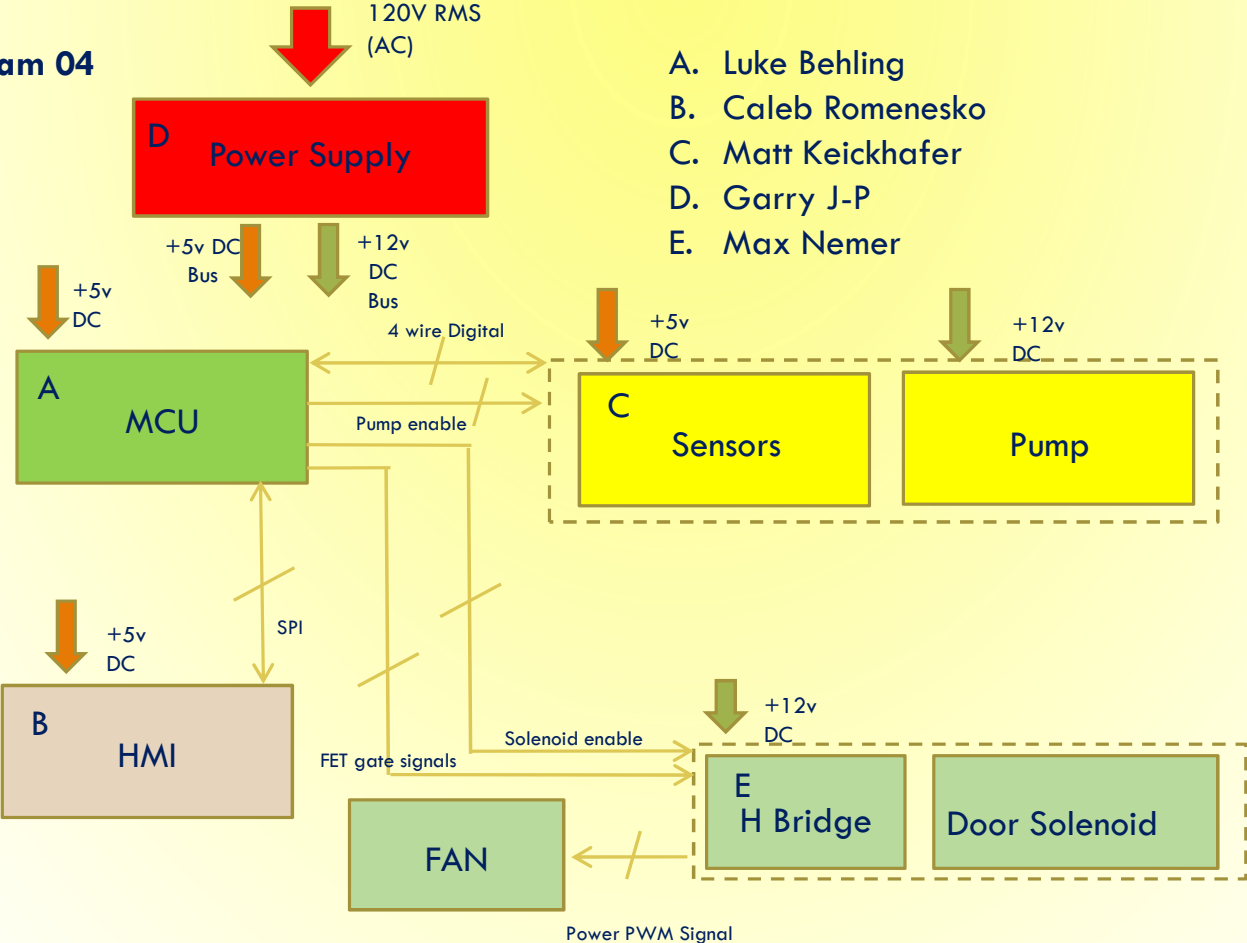 120V RMS
(AC)
am 04
A. Luke Behling
B. Caleb Romenesko
C. Matt Keickhafer
D. Garry J-P
E. Max Nemer
D
Power Supply
+5v DC
Bus
+12v
DC
Bus
+5v
DC
4 wire Digital
+5v
DC
+12v
DC
A
MCU
Pump enable
C
Sensors
Pump
SPI
+5v
DC
B
HMI
+12v
DC
Solenoid enable
FET gate signals
E
H Bridge
Door Solenoid
FAN
Power PWM Signal